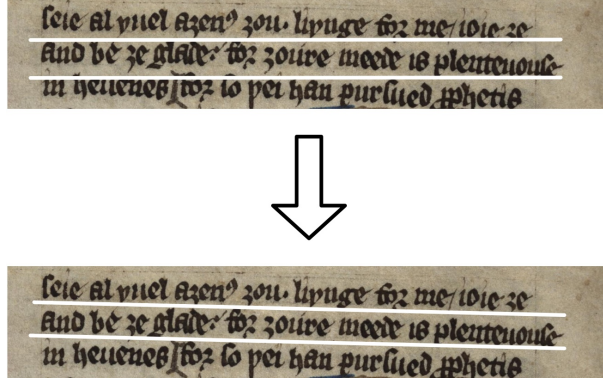 seie al yuel aȝenꝰ ȝou· liynge for me/ ioie ȝe
and be ȝe glade: for ȝoure meede is plenteuouse
in heuenes for so þei han pursued ꝓphetis
seie al yuel aȝenꝰ ȝou· liynge for me/ ioie ȝe
and be ȝe glade: for ȝoure meede is plenteuouse
in heuenes for so þei han pursued ꝓphetis